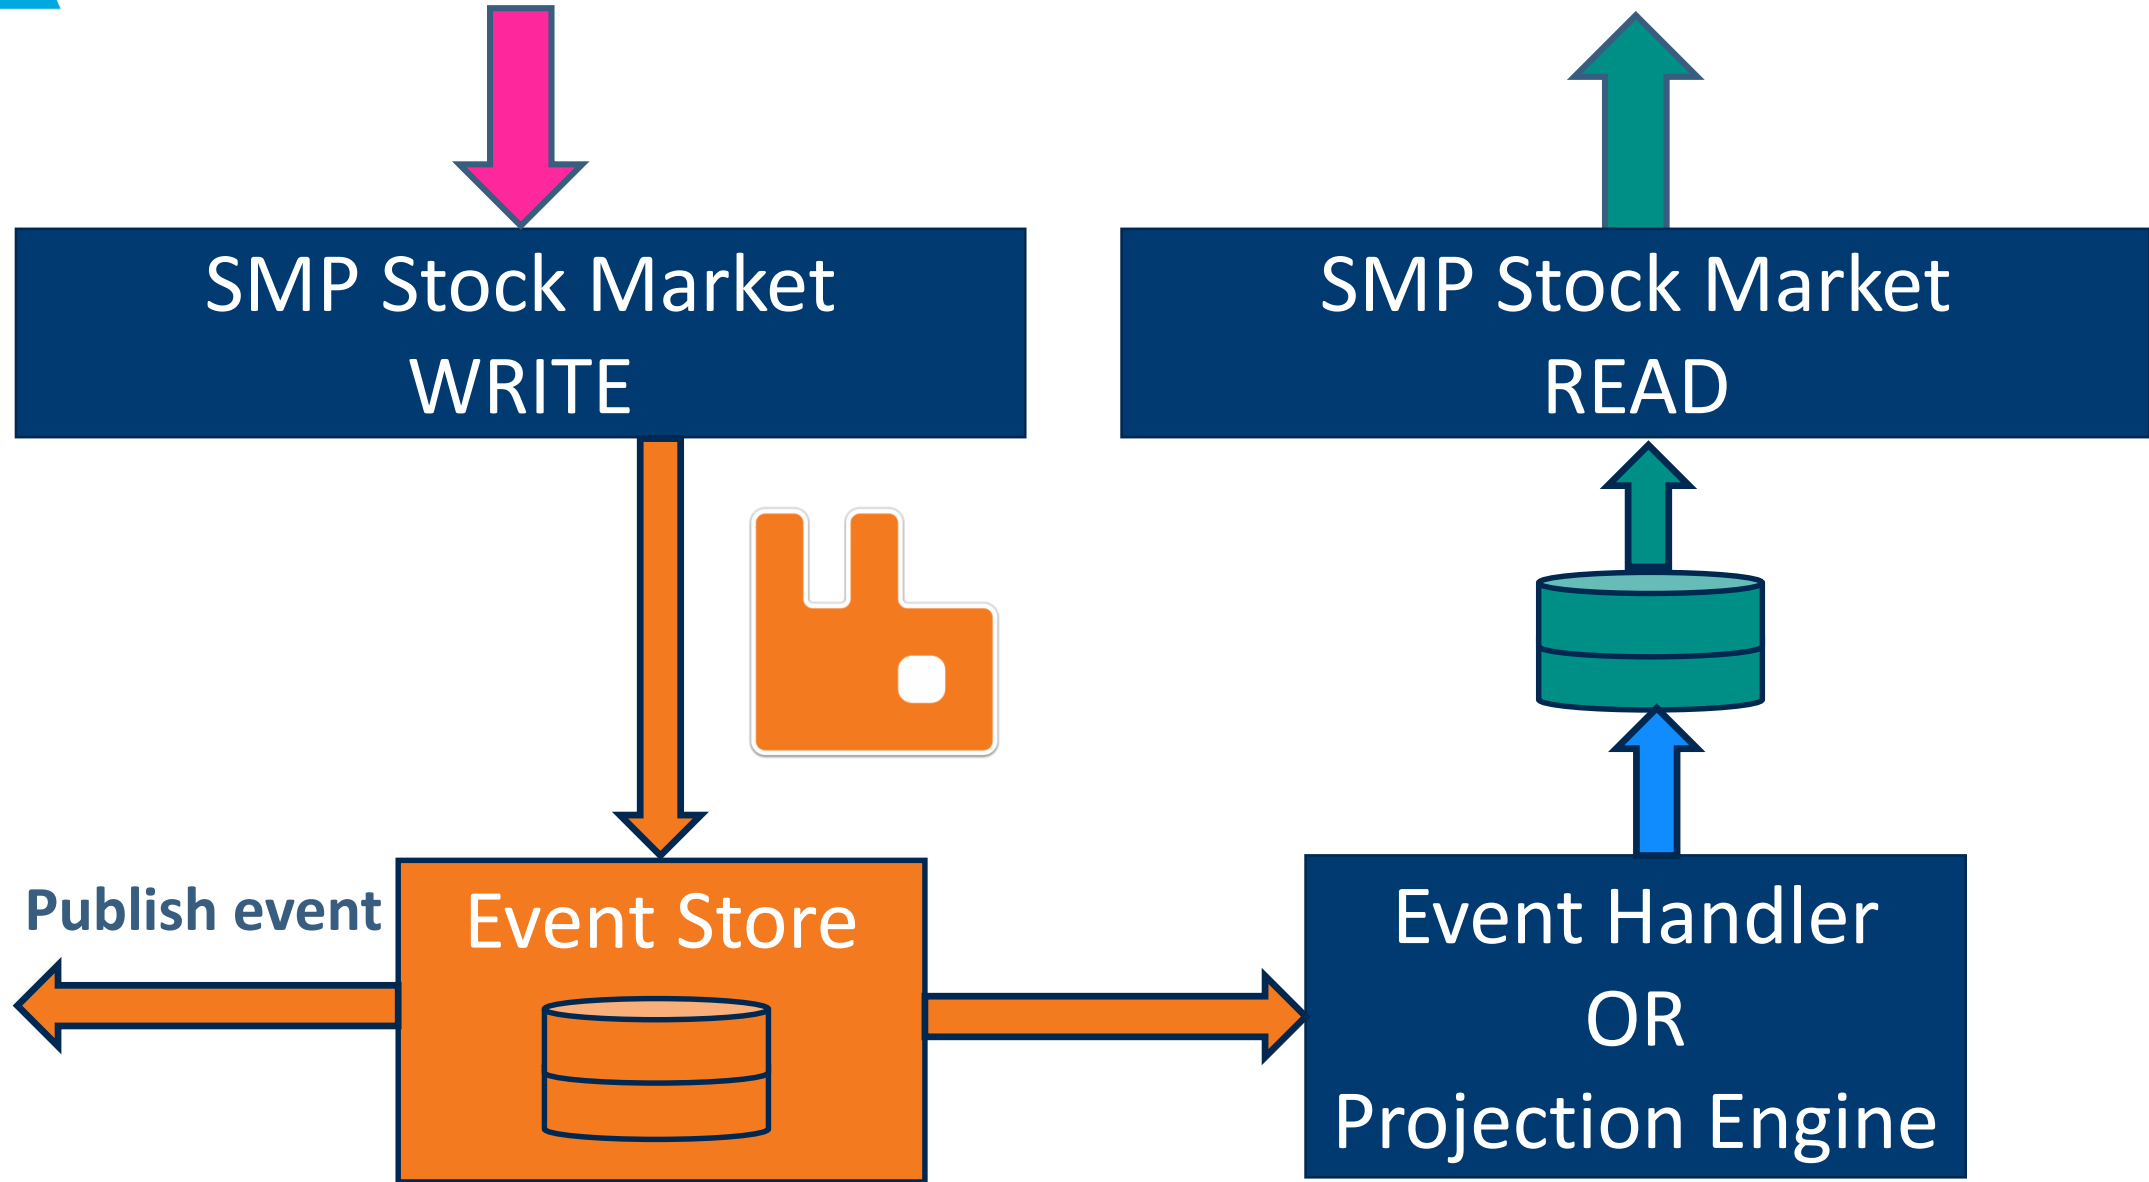 SMP Stock Market
WRITE
SMP Stock Market
READ
Publish event
Event Store
Event Handler
OR
Projection Engine